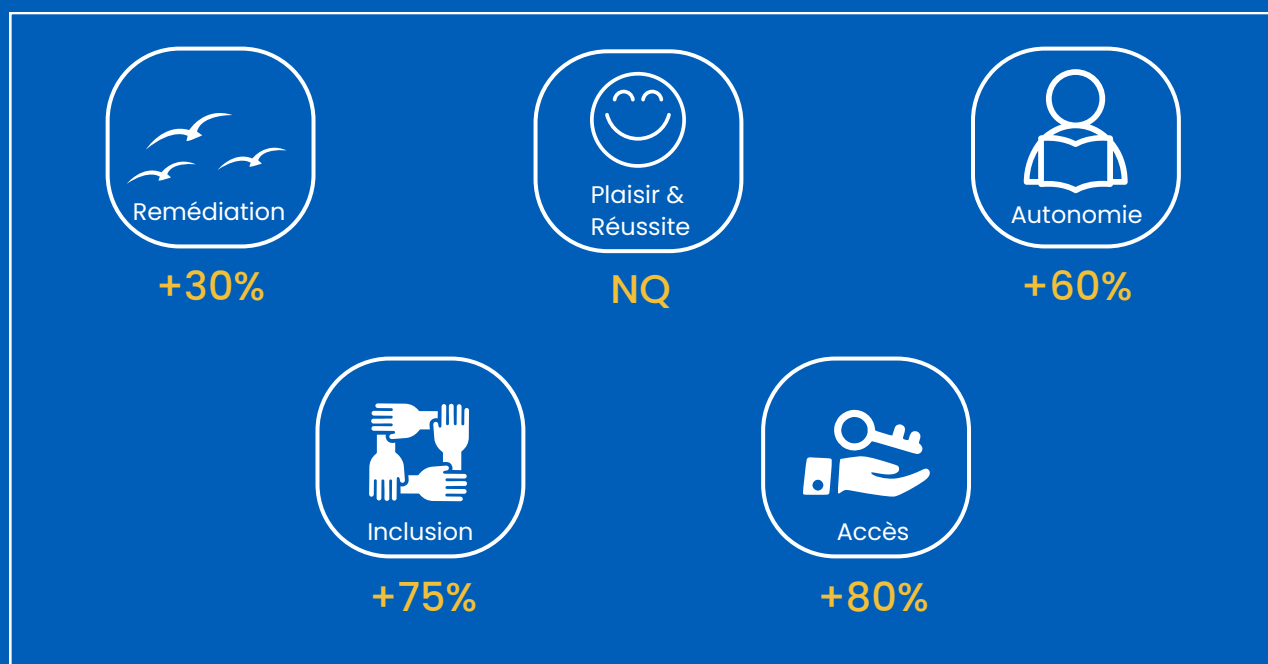 Remédiation
+30%
Plaisir &
Réussite
NQ
Autonomie
+60%
Inclusion
+75%
Accès
+80%